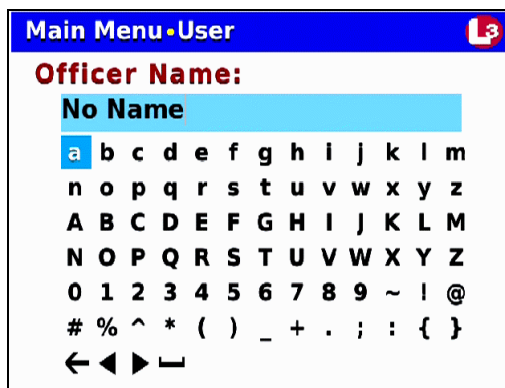 Main Menu•User L3
Officer Name:
No Name
a b c d e f g h i j k l m
n o p q r s t u v w x y z
A B C D E F G H I J K L M
N O P Q R S T U V W X Y Z
0 1 2 3 4 5 6 7 8 9 ~ ! @
# % ^ * ( ) _ + . ; : { }